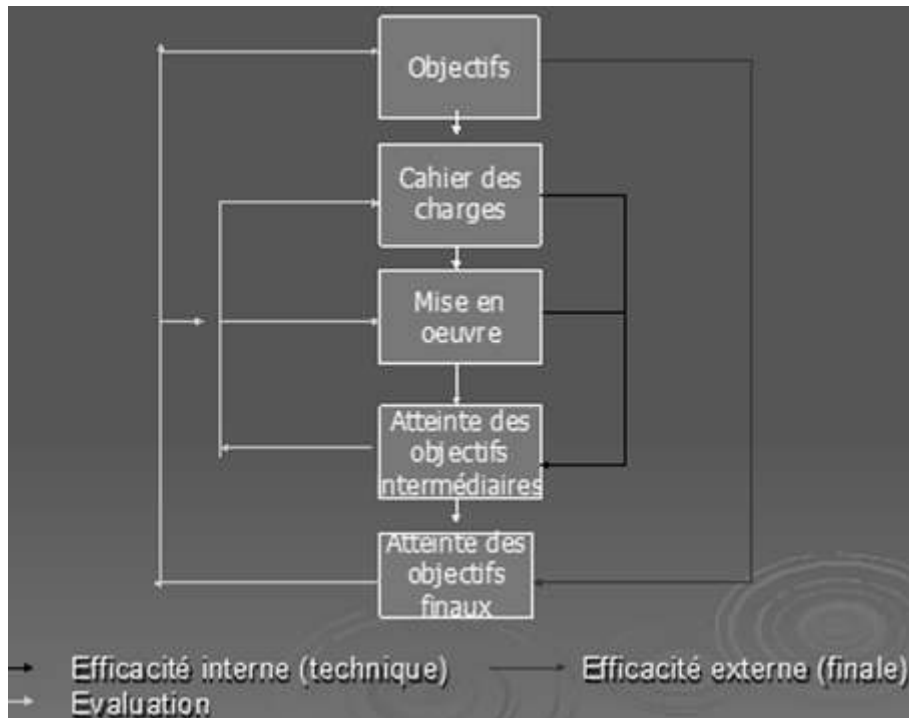 Objectifs
Cahier des
charges
Mise en
oeuvre
Atteinte des
objectifs
ntermédiaires
Atteinte des
objectifs
finaux
Efficacité interne (technique)
Efficacité externe (finale)
Evaluation